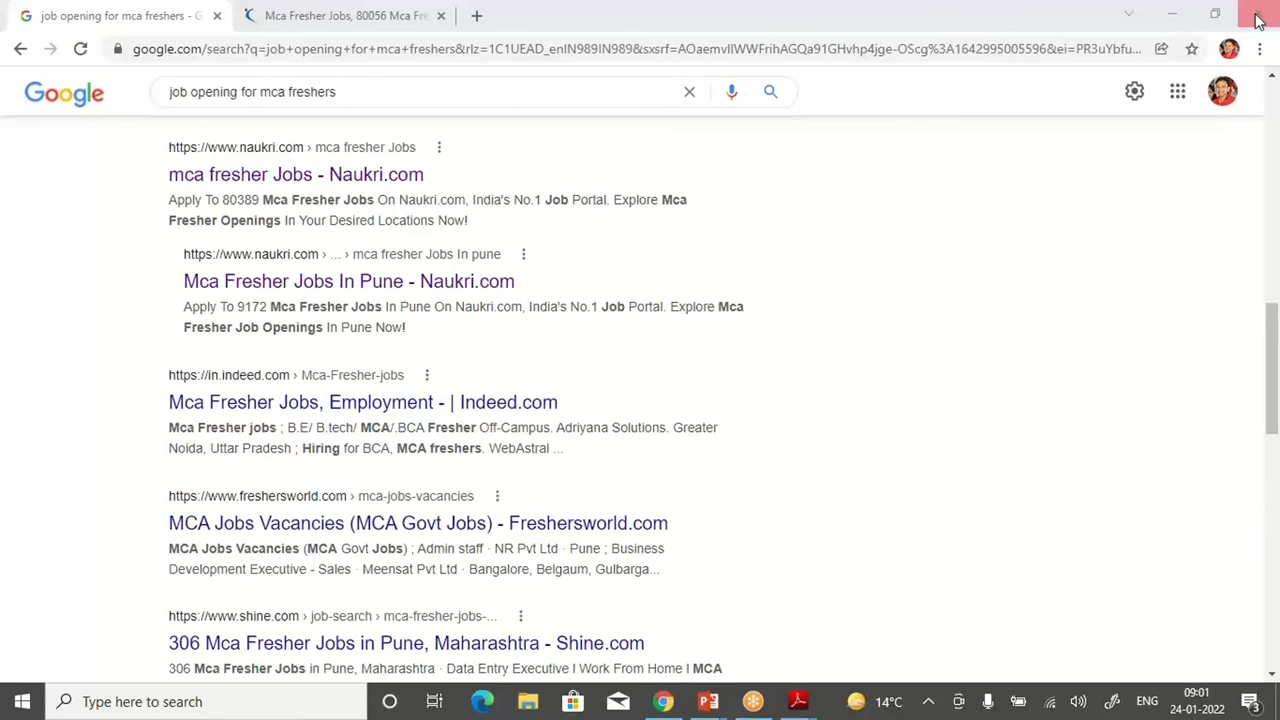 job opening for mca freshers - G
Mca Fresher Jobs, 80056 Mca Fre
google.com/search?q=job+opening+for+mca+freshers&rlz=1C1UEAD_enIN989IN989&sxsrf=AOaemvIIWWFrihAGQa91GHvhp4jge-OScg%3A1642995005596&ei=PR3uYbfu...
Google
job opening for mca freshers
https://www.naukri.com › mca fresher Jobs
mca fresher Jobs - Naukri.com
Apply To 80389 Mca Fresher Jobs On Naukri.com, India's No.1 Job Portal. Explore Mca
Fresher Openings In Your Desired Locations Now!
https://www.naukri.com › ... › mca fresher Jobs In pune
Mca Fresher Jobs In Pune - Naukri.com
Apply To 9172 Mca Fresher Jobs In Pune On Naukri.com, India's No.1 Job Portal. Explore Mca
Fresher Job Openings In Pune Now!
https://in.indeed.com › Mca-Fresher-jobs
Mca Fresher Jobs, Employment - | Indeed.com
Mca Fresher jobs ; B.E/ B.tech/ MCA/.BCA Fresher Off-Campus. Adriyana Solutions. Greater
Noida, Uttar Pradesh ; Hiring for BCA, MCA freshers. WebAstral ...
https://www.freshersworld.com › mca-jobs-vacancies
MCA Jobs Vacancies (MCA Govt Jobs) - Freshersworld.com
MCA Jobs Vacancies (MCA Govt Jobs) ; Admin staff · NR Pvt Ltd · Pune ; Business
Development Executive - Sales · Meensat Pvt Ltd · Bangalore, Belgaum, Gulbarga...
https://www.shine.com › job-search › mca-fresher-jobs-...
306 Mca Fresher Jobs in Pune, Maharashtra - Shine.com
306 Mca Fresher Jobs in Pune, Maharashtra · Data Entry Executive I Work From Home I MCA
Type here to search
14°C
ENG
09:01
24-01-2022
3